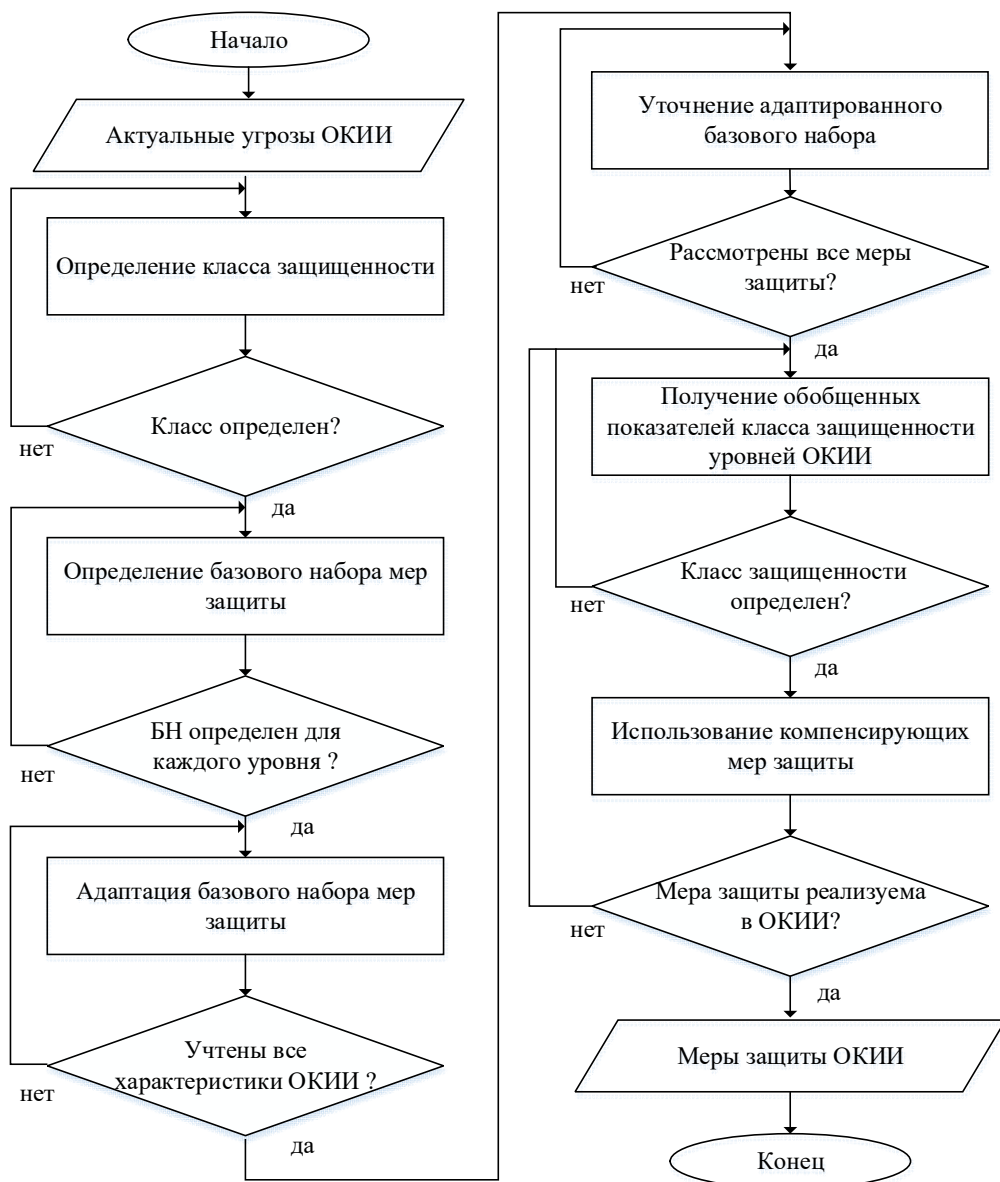 Начало
Актуальные угрозы ОКИИ
Определение класса защищенности
Класс определен?
нет
да
Определение базового набора мер
защиты
БН определен для
каждого уровня ?
нет
да
Адаптация базового набора мер
защиты
Учтены все
характеристики ОКИИ ?
нет
да
Уточнение адаптированного
базового набора
Рассмотрены все меры
защиты?
нет
да
Получение обобщенных
показателей класса защищенности
уровней ОКИИ
Класс защищенности
определен?
нет
да
Использование компенсирующих
мер защиты
Мера защиты реализуема
в ОКИИ?
нет
да
Меры защиты ОКИИ
Конец